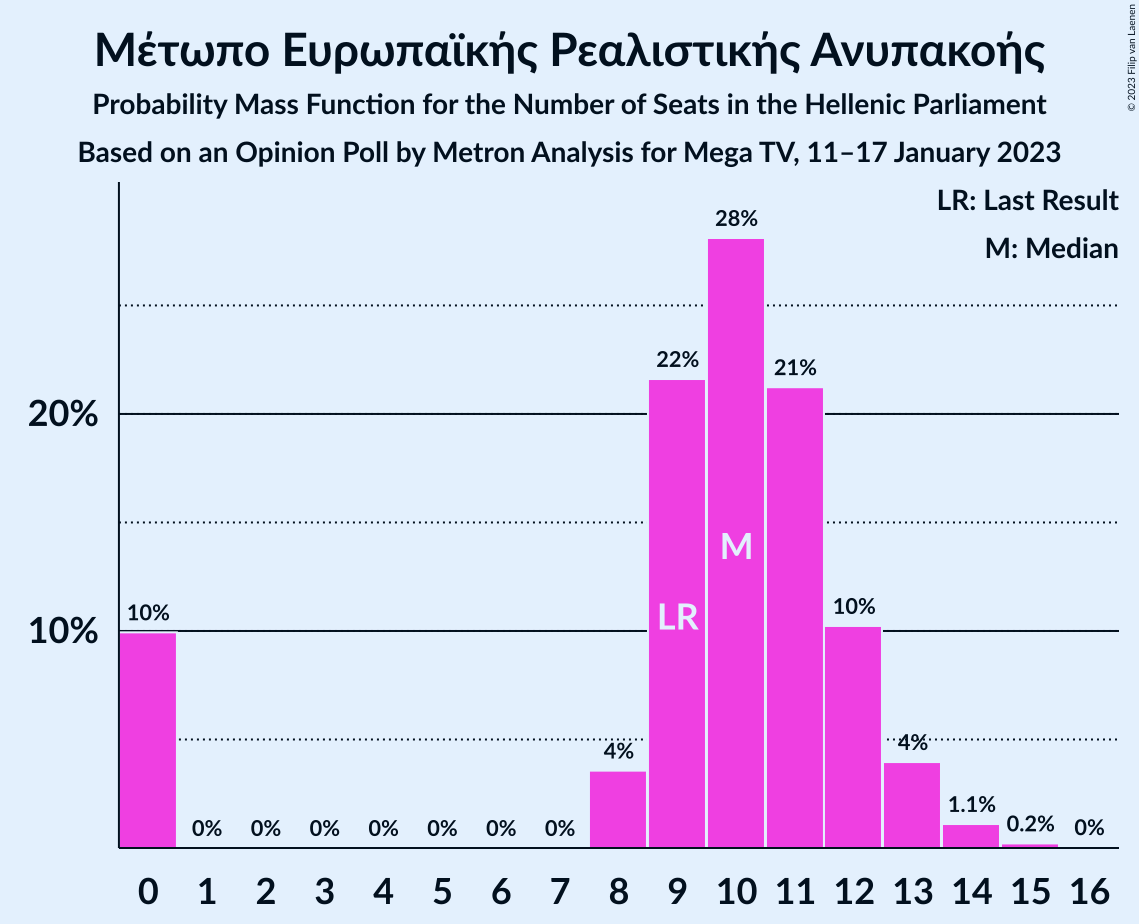 Μέτωπο Ευρωπαϊκής Ρεαλιστικής Ανυπακοής
Probability Mass Function for the Number of Seats in the Hellenic Parliament
Based on an Opinion Poll by Metron Analysis for Mega TV, 11–17 January 2023
© 2023 Filip van Laenen
LR: Last Result
M: Median
28%
22%
21%
20%
M
10%
10%
LR
10%
4%
4%
1.1%
0.2%
0% 0% 0% 0% 0% 0% 0% 0%
0 1 2 3 4 5 6 7 8 9 10 11 12 13 14 15 16